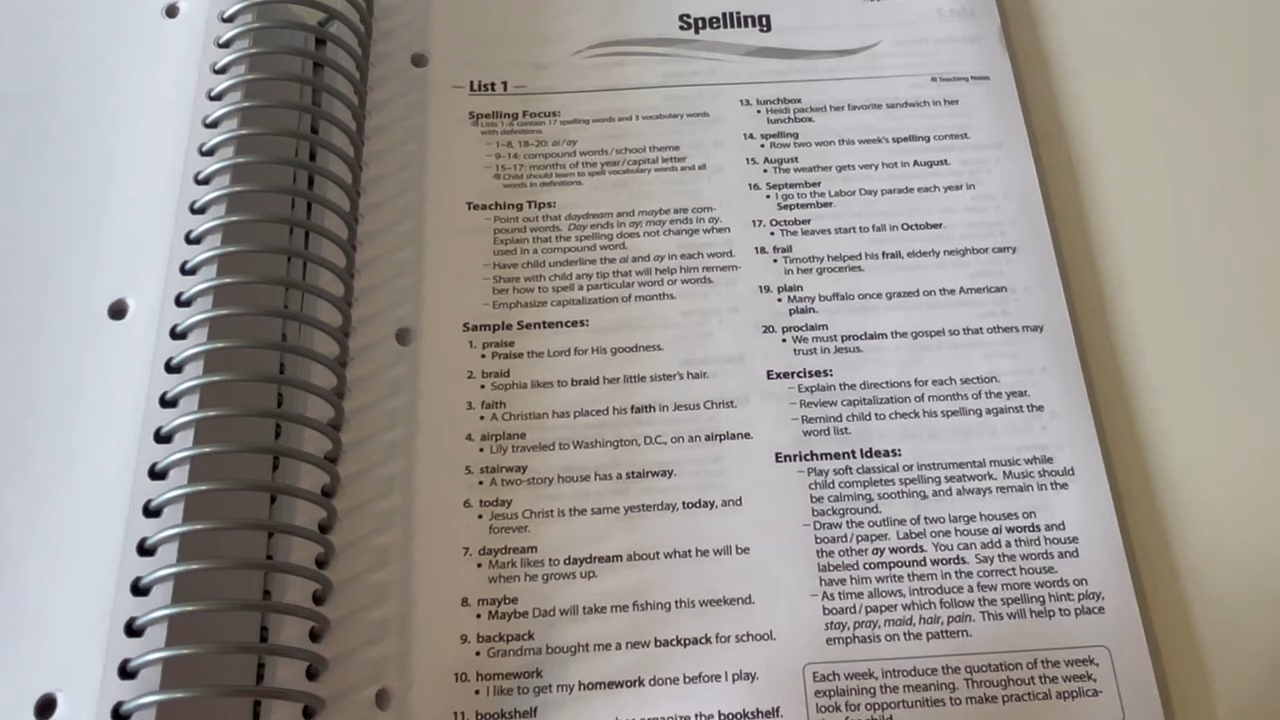 Spelling
List 1
Teaching Notes
Spelling Focus:
Lists 1–6 contain 17 spelling words and 3 vocabulary words
with definitions.
– 1–8, 18–20: ai/ay
– 9–14: compound words/school theme
– 15–17: months of the year/capital letter
Child should learn to spell vocabulary words and all
words in definitions.
Teaching Tips:
– Point out that daydream and maybe are com-
pound words. Day ends in ay; may ends in ay.
Explain that the spelling does not change when
used in a compound word.
– Have child underline the ai and ay in each word.
– Share with child any tip that will help him remem-
ber how to spell a particular word or words.
– Emphasize capitalization of months.
Sample Sentences:
1. praise
• Praise the Lord for His goodness.
2. braid
• Sophia likes to braid her little sister's hair.
3. faith
• A Christian has placed his faith in Jesus Christ.
4. airplane
• Lily traveled to Washington, D.C., on an airplane.
5. stairway
• A two-story house has a stairway.
6. today
• Jesus Christ is the same yesterday, today, and
forever.
7. daydream
• Mark likes to daydream about what he will be
when he grows up.
8. maybe
• Maybe Dad will take me fishing this weekend.
9. backpack
• Grandma bought me a new backpack for school.
10. homework
• I like to get my homework done before I play.
11. bookshelf
organize the bookshelf.
13. lunchbox
• Heidi packed her favorite sandwich in her
lunchbox.
14. spelling
• Row two won this week's spelling contest.
15. August
• The weather gets very hot in August.
16. September
• I go to the Labor Day parade each year in
September.
17. October
• The leaves start to fall in October.
18. frail
• Timothy helped his frail, elderly neighbor carry
in her groceries.
19. plain
• Many buffalo once grazed on the American
plain.
20. proclaim
• We must proclaim the gospel so that others may
trust in Jesus.
Exercises:
– Explain the directions for each section.
– Review capitalization of months of the year.
– Remind child to check his spelling against the
word list.
Enrichment Ideas:
– Play soft classical or instrumental music while
child completes spelling seatwork. Music should
be calming, soothing, and always remain in the
background.
– Draw the outline of two large houses on
board/paper. Label one house ai words and
the other ay words. You can add a third house
labeled compound words. Say the words and
have him write them in the correct house.
– As time allows, introduce a few more words on
board/paper which follow the spelling hint: play,
stay, pray, maid, hair, pain. This will help to place
emphasis on the pattern.
Each week, introduce the quotation of the week,
explaining the meaning. Throughout the week,
look for opportunities to make practical applica-